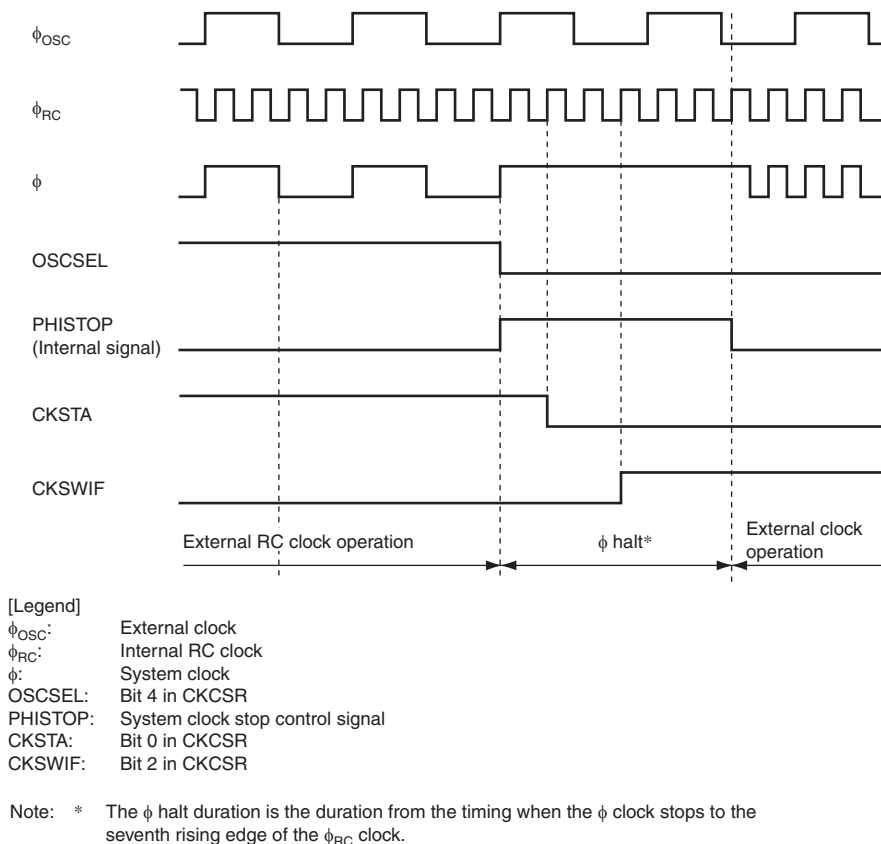 φOSC
φRC
φ
OSCSEL
PHISTOP
(Internal signal)
CKSTA
CKSWIF
External RC clock operation
φ halt*
External clock
operation
[Legend]
φOSC: External clock
φRC: Internal RC clock
φ: System clock
OSCSEL: Bit 4 in CKCSR
PHISTOP: System clock stop control signal
CKSTA: Bit 0 in CKCSR
CKSWIF: Bit 2 in CKCSR
Note: * The φ halt duration is the duration from the timing when the φ clock stops to the
seventh rising edge of the φRC clock.